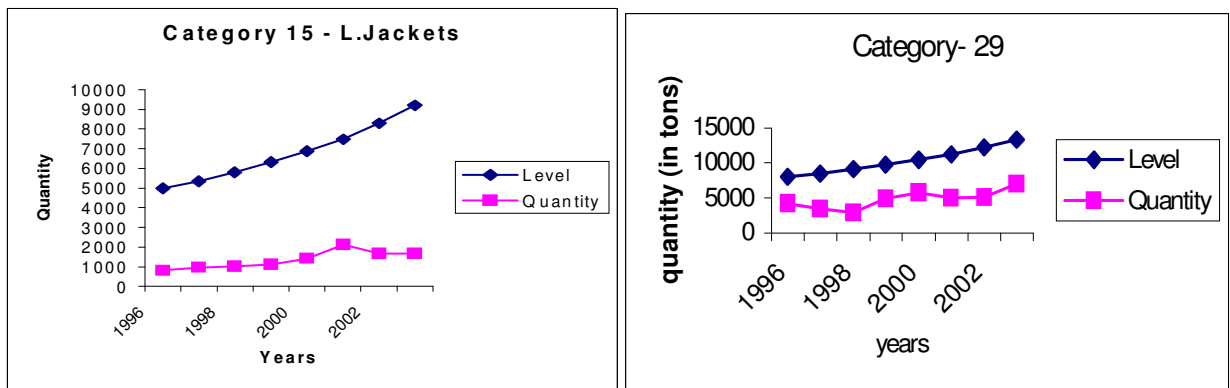 Category 15 - L.Jackets
10000
9000
8000
7000
6000
5000
4000
3000
2000
1000
0
Quantity
1996
1998
2000
2002
Years
Level
Quantity
Category- 29
15000
10000
5000
0
quantity (in tons)
1996
1998
2000
2002
years
Level
Quantity